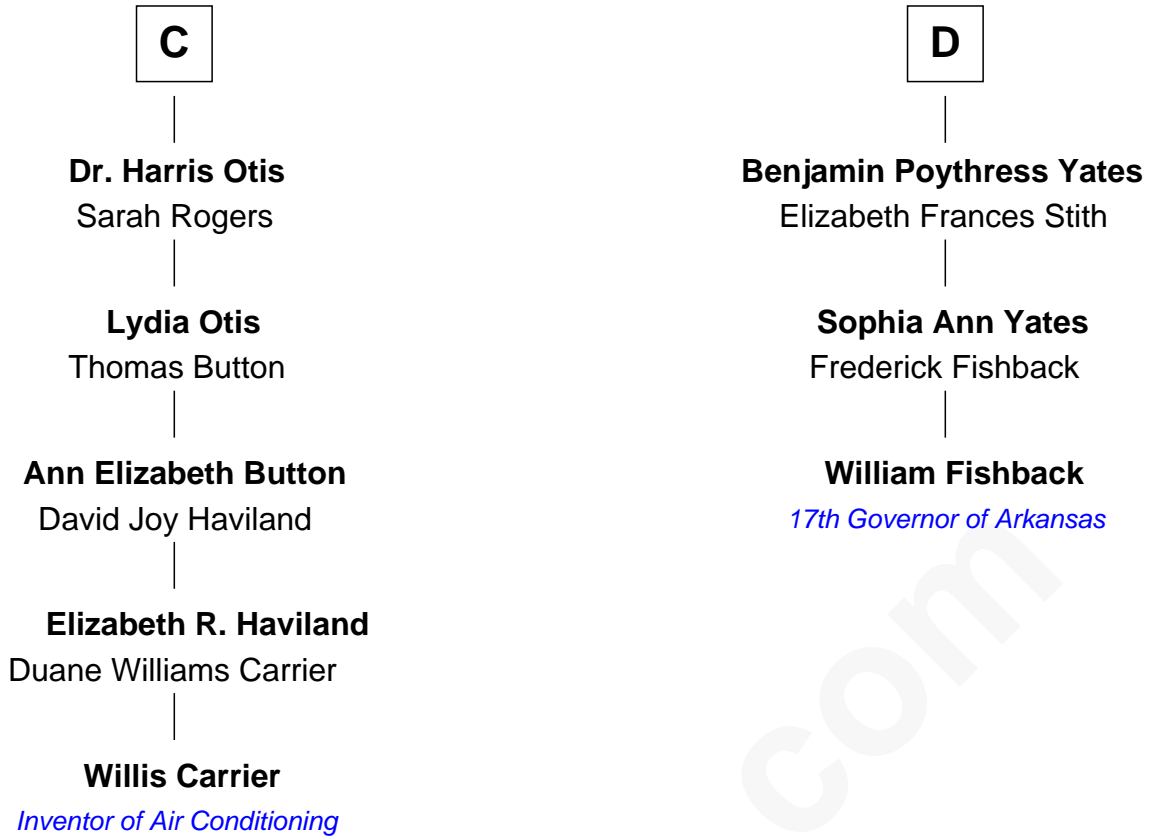 C
Dr. Harris Otis
Sarah Rogers
Lydia Otis
Thomas Button
Ann Elizabeth Button
David Joy Haviland
Elizabeth R. Haviland
Duane Williams Carrier
Willis Carrier
Inventor of Air Conditioning
D
Benjamin Poythress Yates
Elizabeth Frances Stith
Sophia Ann Yates
Frederick Fishback
William Fishback
17th Governor of Arkansas
com